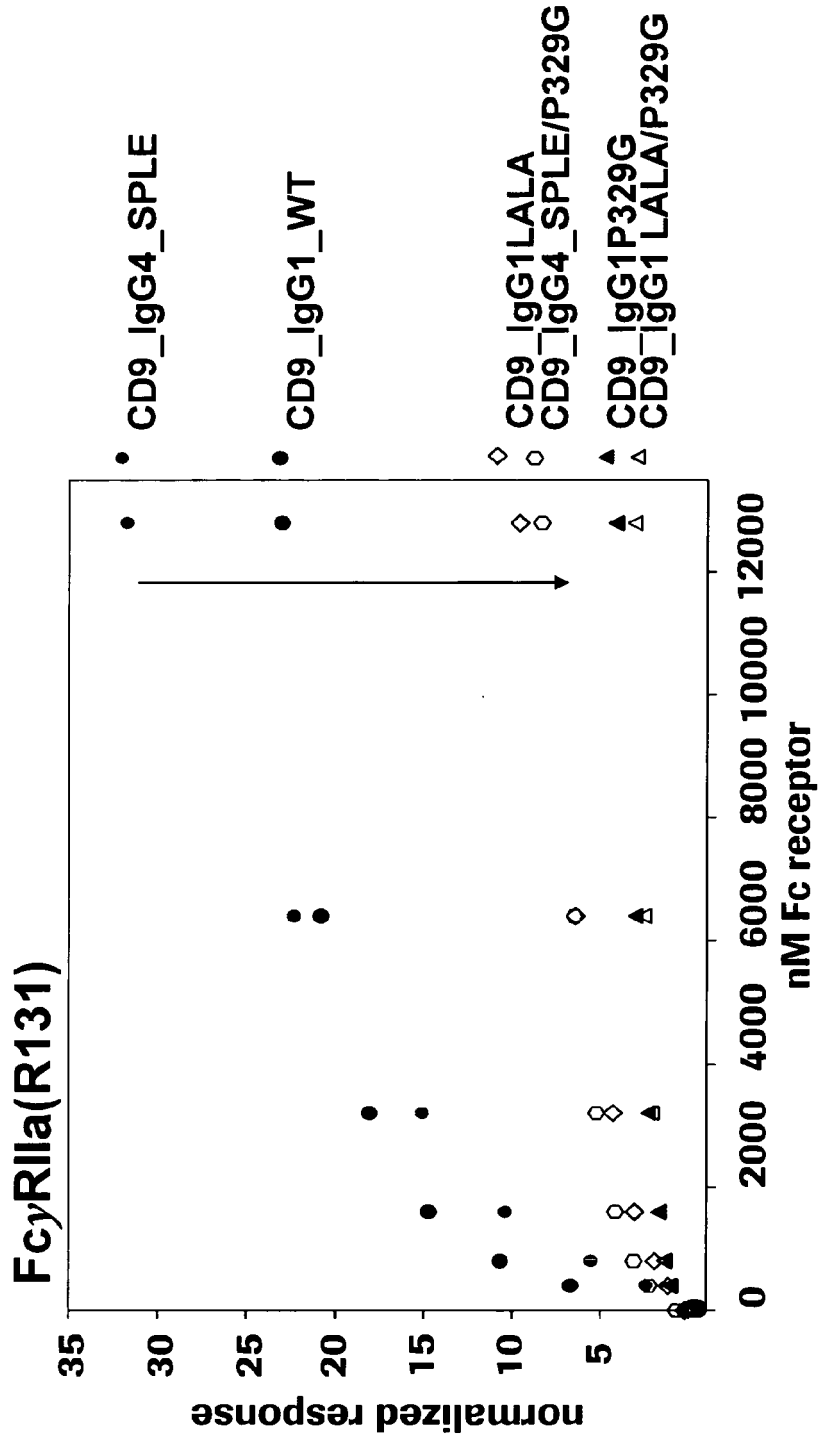 FcγRIIa(R131)
normalized response
35
30
25
20
15
10
5
0
2000
4000
6000
8000
10000
12000
nM Fc receptor
CD9_IgG4_SPLE
CD9_IgG1_WT
CD9_IgG1LALA
CD9_IgG4_SPLE/P329G
CD9_IgG1P329G
CD9_IgG1 LALA/P329G